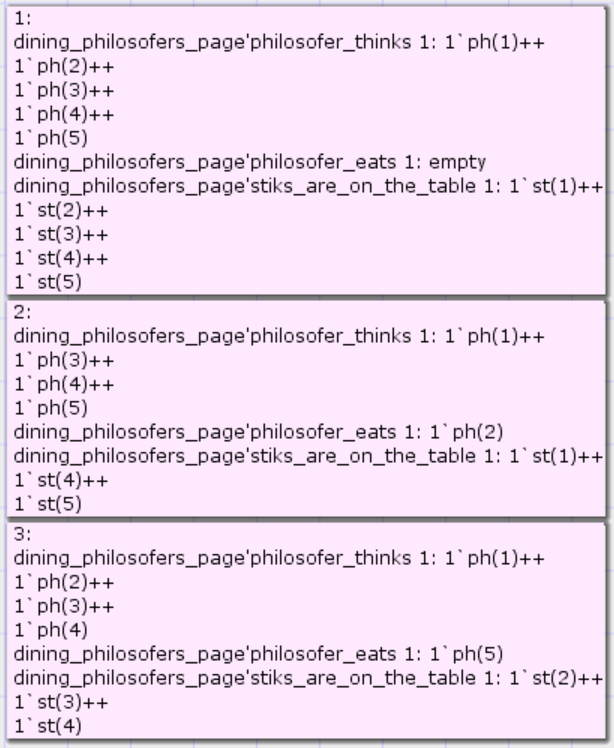 1:
dining_philosofers_page'philosofer_thinks 1: 1`ph(1)++
1`ph(2)++
1`ph(3)++
1`ph(4)++
1`ph(5)
dining_philosofers_page'philosofer_eats 1: empty
dining_philosofers_page'stiks_are_on_the_table 1: 1`st(1)++
1`st(2)++
1`st(3)++
1`st(4)++
1`st(5)
2:
dining_philosofers_page'philosofer_thinks 1: 1`ph(1)++
1`ph(3)++
1`ph(4)++
1`ph(5)
dining_philosofers_page'philosofer_eats 1: 1`ph(2)
dining_philosofers_page'stiks_are_on_the_table 1: 1`st(1)++
1`st(4)++
1`st(5)
3:
dining_philosofers_page'philosofer_thinks 1: 1`ph(1)++
1`ph(2)++
1`ph(3)++
1`ph(4)
dining_philosofers_page'philosofer_eats 1: 1`ph(5)
dining_philosofers_page'stiks_are_on_the_table 1: 1`st(2)++
1`st(3)++
1`st(4)